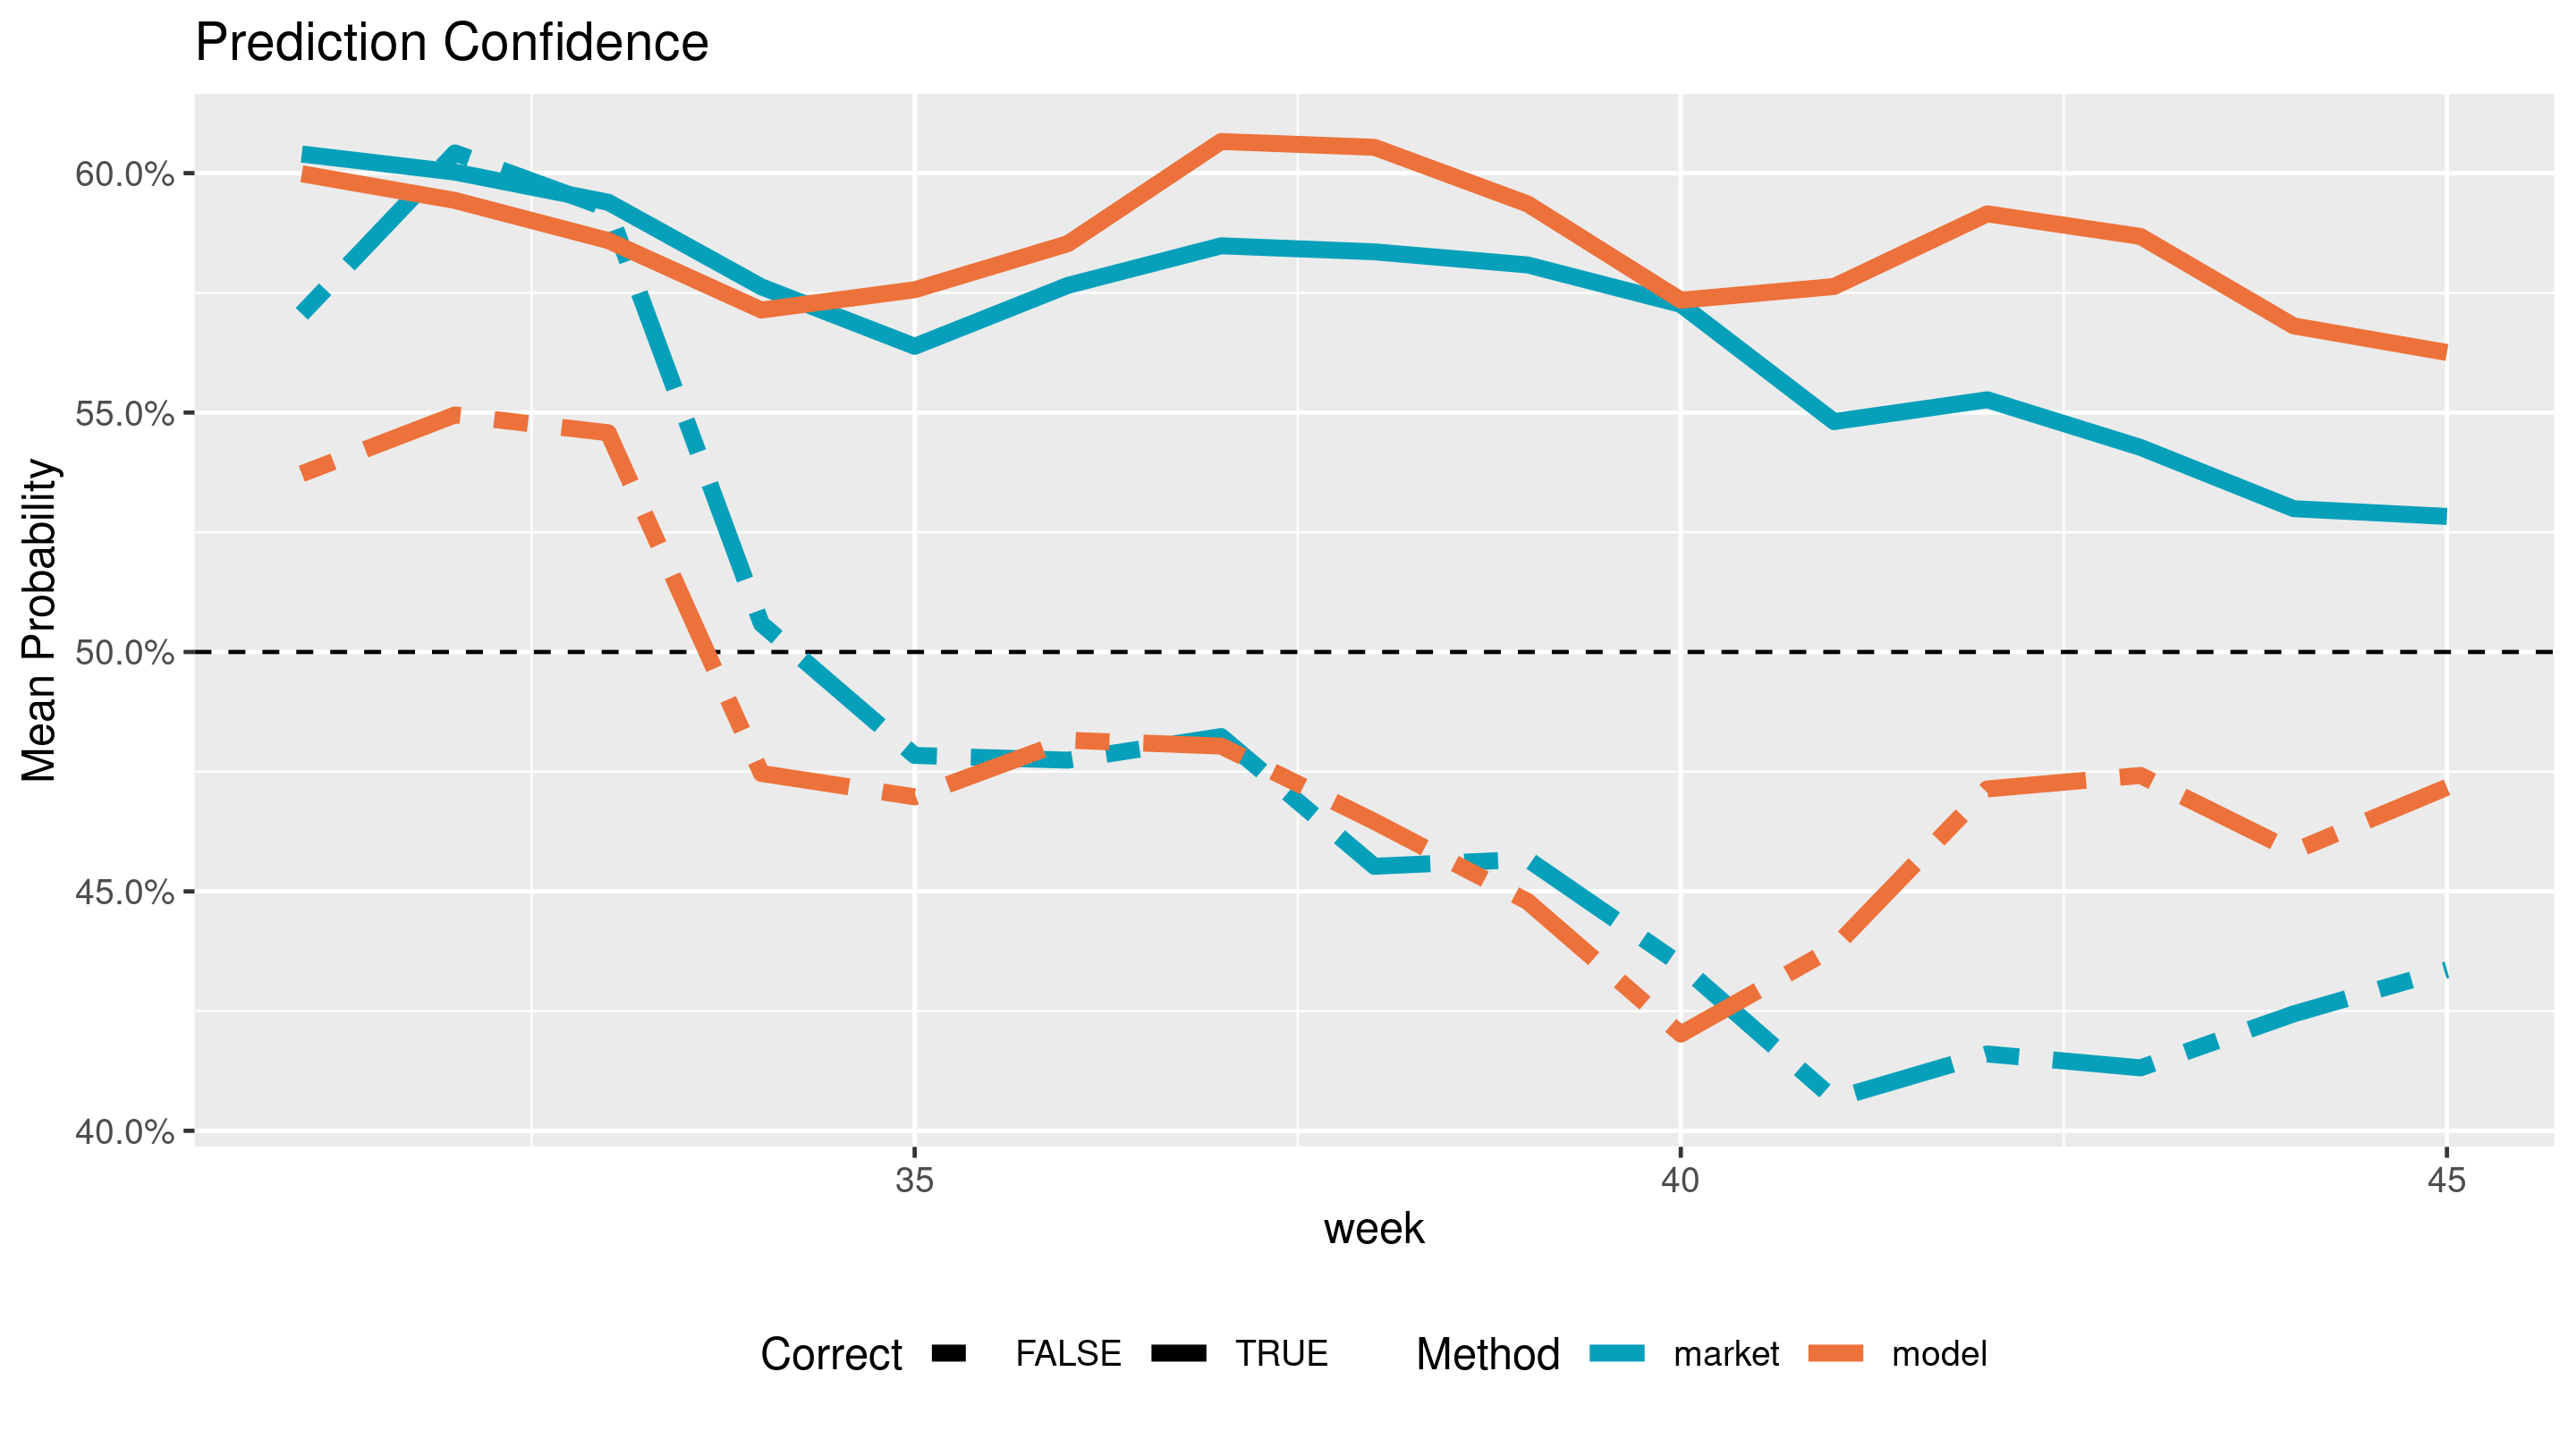 Prediction Confidence
Mean Probability
60.0%
55.0%
50.0%
45.0%
40.0%
35
40
45
week
Correct FALSE TRUE Method market model